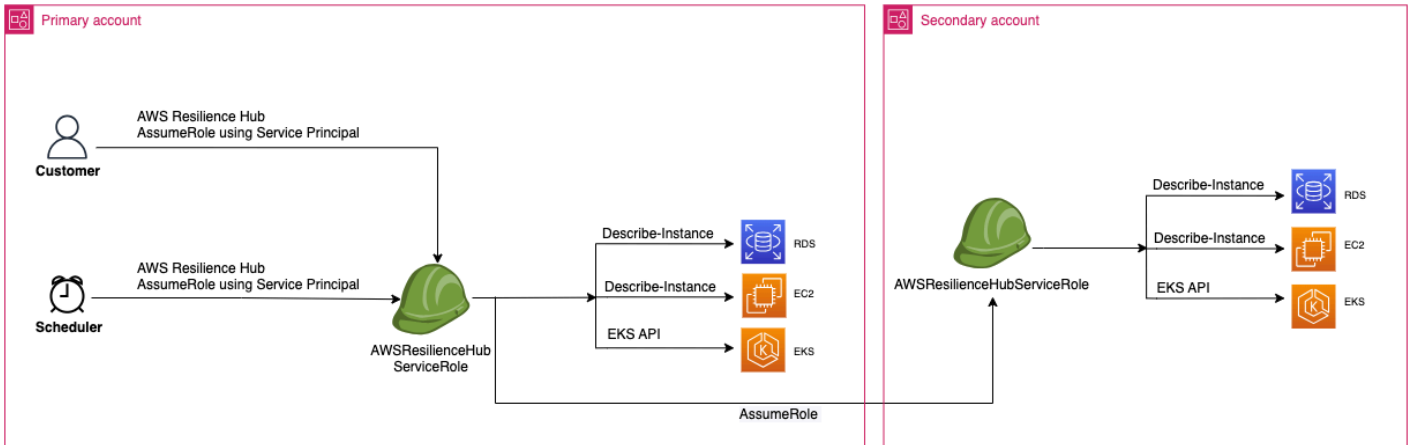 Primary account
AWS Resilience Hub
AssumeRole using Service Principal
Customer
AWS Resilience Hub
AssumeRole using Service Principal
Scheduler
AWSResilienceHub
ServiceRole
Describe-Instance
RDS
Describe-Instance
EC2
EKS API
EKS
AssumeRole
Secondary account
AWSResilienceHubServiceRole
Describe-Instance
RDS
Describe-Instance
EC2
EKS API
EKS